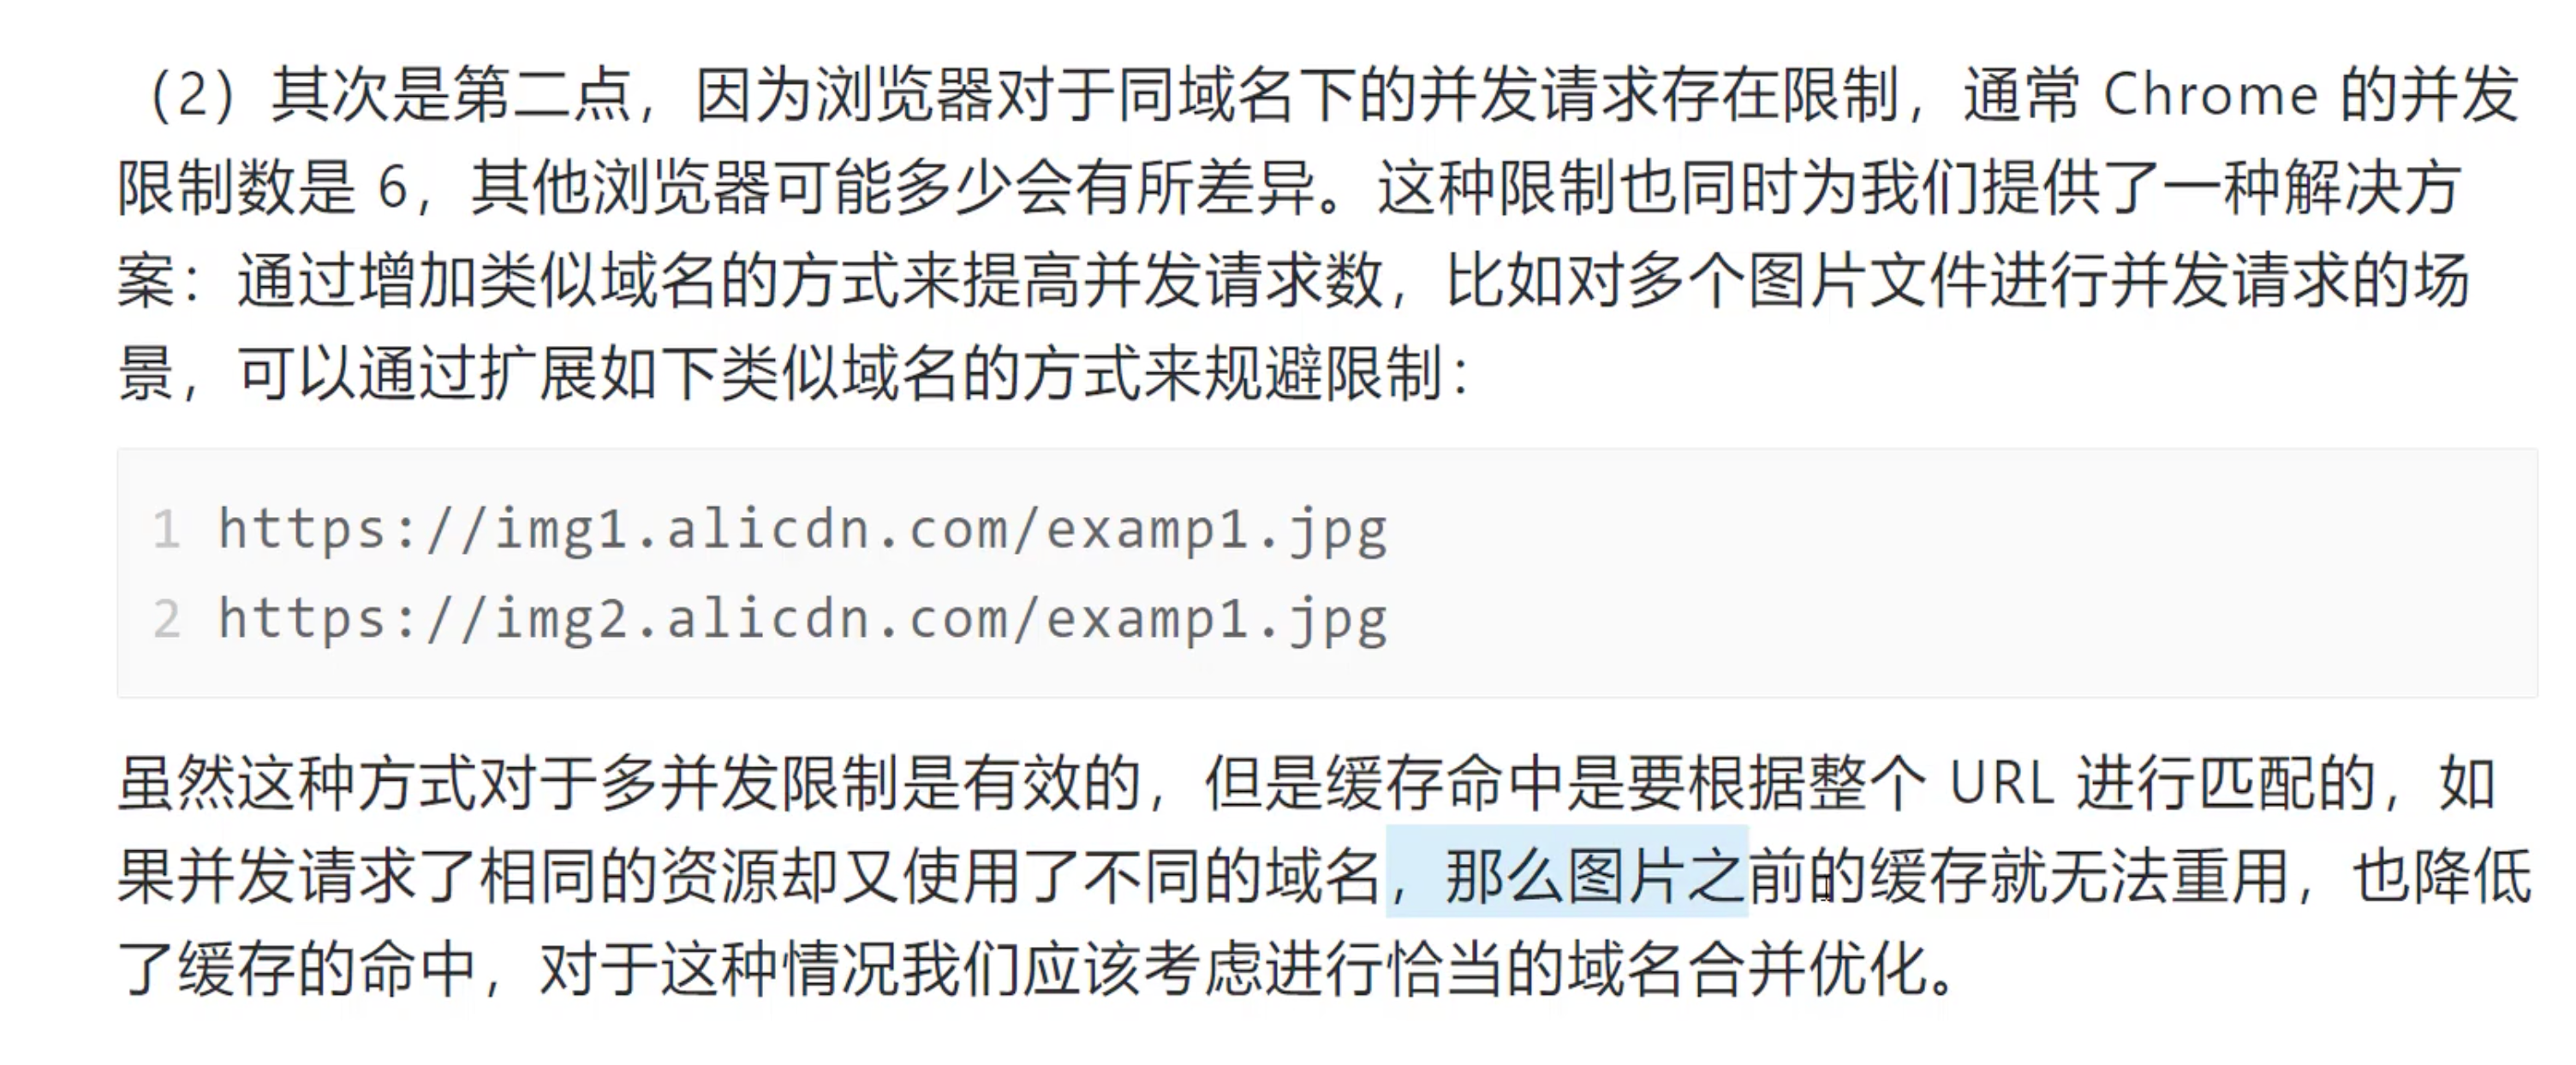 （2）其次是第二点，因为浏览器对于同域名下的并发请求存在限制，通常 Chrome 的并发
限制数是 6，其他浏览器可能多少会有所差异。这种限制也同时为我们提供了一种解决方
案：通过增加类似域名的方式来提高并发请求数，比如对多个图片文件进行并发请求的场
景，可以通过扩展如下类似域名的方式来规避限制：
1 https://img1.alicdn.com/examp1.jpg
2 https://img2.alicdn.com/examp1.jpg
虽然这种方式对于多并发限制是有效的，但是缓存命中是要根据整个 URL 进行匹配的，如
果并发请求了相同的资源却又使用了不同的域名，那么图片之前的缓存就无法重用，也降低
了缓存的命中，对于这种情况我们应该考虑进行恰当的域名合并优化。